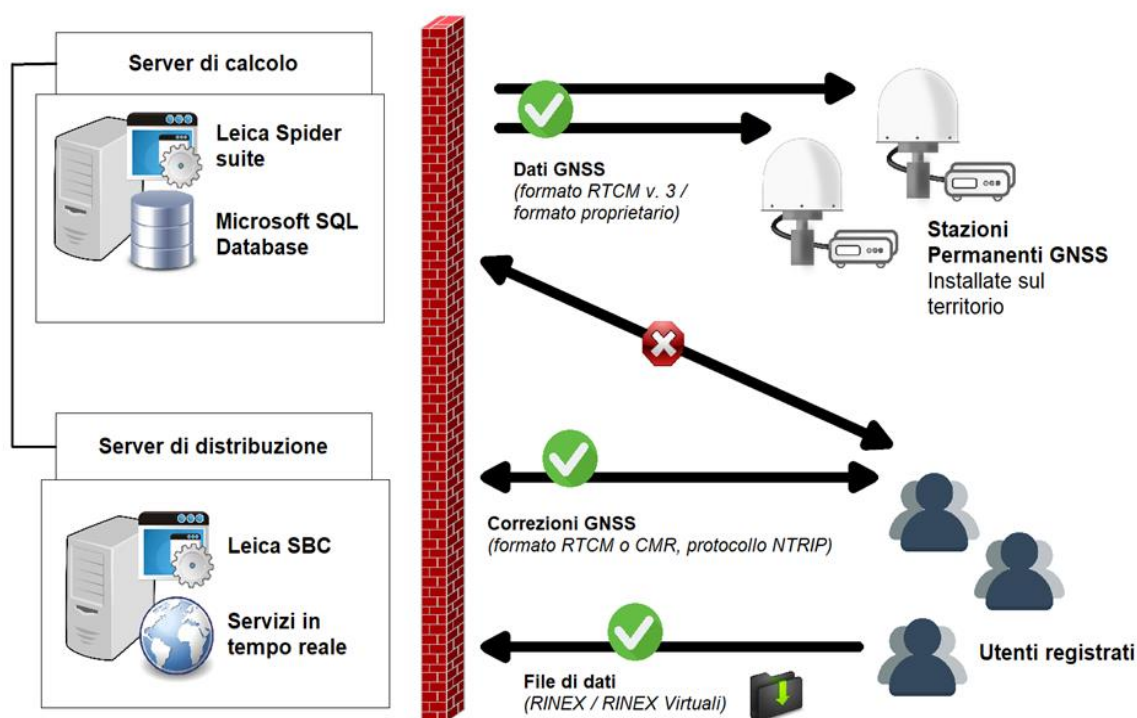 Server di calcolo
Leica Spider
suite
Microsoft SQL
Database
Dati GNSS
(formato RTCM v. 3 /
formato proprietario)
Stazioni
Permanenti GNSS
Installate sul
territorio
Server di distribuzione
Leica SBC
Servizi in
tempo reale
Correzioni GNSS
(formato RTCM o CMR, protocollo NTRIP)
File di dati
(RINEX / RINEX Virtuali)
Utenti registrati